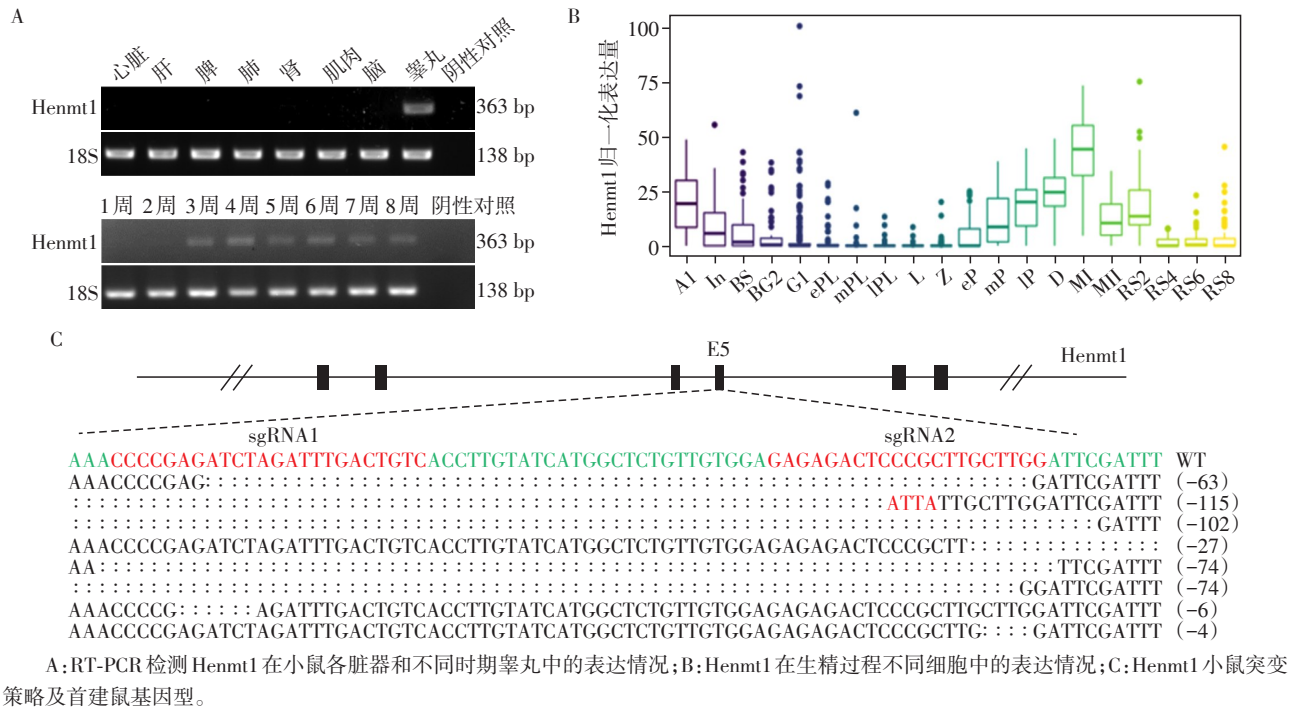 A
心脏 肝 脾 肺 肾 肌肉 脑 睾丸 阴性对照
Henmt1 363 bp
18S 138 bp
1周 2周 3周 4周 5周 6周 7周 8周 阴性对照
Henmt1 363 bp
18S 138 bp
B
Henmt1归一化表达量
100
75
50
25
0
A1 In BS BG2 G1 ePL mPL lPL L Z eP mP lP D MI MII RS2 RS4 RS6 RS8
C
E5
Henmt1
sgRNA1 sgRNA2
AAACCCCGAGATCTAGATTTGACTGTCACCTTGTATCATGGCTCTGTTGTGGAGAGAGACTCCCGCTTGCTTGGATTCGATTT WT
AAACCCCGAG::::::::::::::::::::::::::::::::::::::::::::::::::::::::::::::GATTCGATTT (-63)
::::::::::::::::::::::::::::::::::::::::::::::::::::::::::::::ATTATTGCTTGGATTCGATTT (-115)
::::::::::::::::::::::::::::::::::::::::::::::::::::::::::::::::::::::::::::::GATTT (-102)
AAACCCCGAGATCTAGATTTGACTGTCACCTTGTATCATGGCTCTGTTGTGGAGAGAGACTCCCGCTT::::::::::::::: (-27)
AA:::::::::::::::::::::::::::::::::::::::::::::::::::::::::::::::::::::::::TTCGATTT (-74)
::::::::::::::::::::::::::::::::::::::::::::::::::::::::::::::::::::::::GGATTCGATTT (-74)
AAACCCCG::::::AGATTTGACTGTCACCTTGTATCATGGCTCTGTTGTGGAGAGAGACTCCCGCTTGCTTGGATTCGATTT (-6)
AAACCCCGAGATCTAGATTTGACTGTCACCTTGTATCATGGCTCTGTTGTGGAGAGAGACTCCCGCTTG::::GATTCGATTT (-4)
A:RT-PCR检测Henmt1在小鼠各脏器和不同时期睾丸中的表达情况;B:Henmt1在生精过程不同细胞中的表达情况;C:Henmt1小鼠突变
策略及首建鼠基因型。